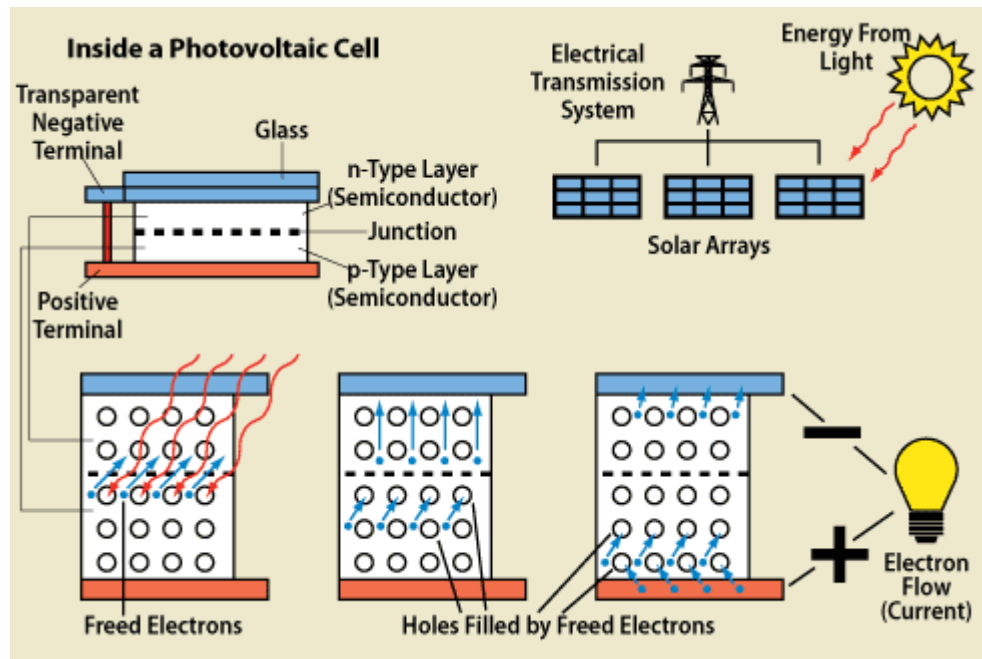 Inside a Photovoltaic Cell
Transparent
Negative
Terminal
Glass
n-Type Layer
(Semiconductor)
Junction
p-Type Layer
(Semiconductor)
Positive
Terminal
Electrical
Transmission
System
Energy From
Light
Solar Arrays
Freed Electrons
Holes Filled by Freed Electrons
Electron
Flow
(Current)